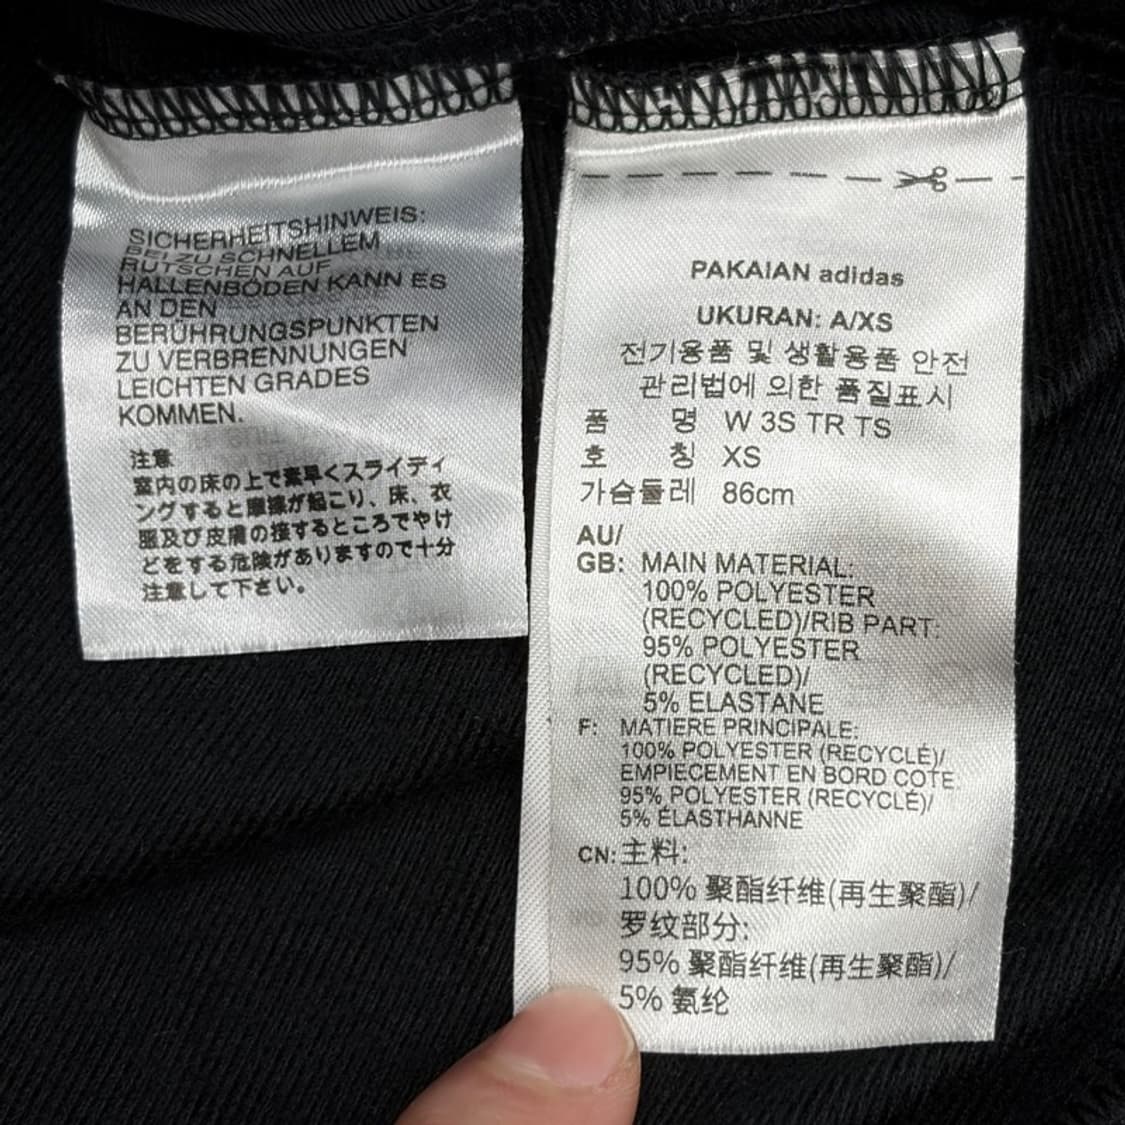 SICHERHEITSHINWEIS:
BEI ZU SCHNELLEM
RUTSCHEN AUF
HALLENBÖDEN KANN ES
AN DEN
BERÜHRUNGSPUNKTEN
ZU VERBRENNUNGEN
LEICHTEN GRADES
KOMMEN.
注意
室内の床の上で素早くスライディ
ングすると摩擦が起こり、床、衣
服及び皮膚の接するところでやけ
どをする危険がありますので十分
注意して下さい。
PAKAIAN adidas
UKURAN: A/XS
전기용품 및 생활용품 안전
관리법에 의한 품질표시
품 명 W 3S TR TS
호 칭 XS
가슴둘레 86cm
AU/
GB: MAIN MATERIAL:
100% POLYESTER
(RECYCLED)/RIB PART:
95% POLYESTER
(RECYCLED)/
5% ELASTANE
F: MATIERE PRINCIPALE:
100% POLYESTER (RECYCLÉ)/
EMPIECEMENT EN BORD COTE:
95% POLYESTER (RECYCLÉ)/
5% ÉLASTHANNE
CN: 主料:
100% 聚酯纤维(再生聚酯)/
罗纹部分:
95% 聚酯纤维(再生聚酯)/
5% 氨纶